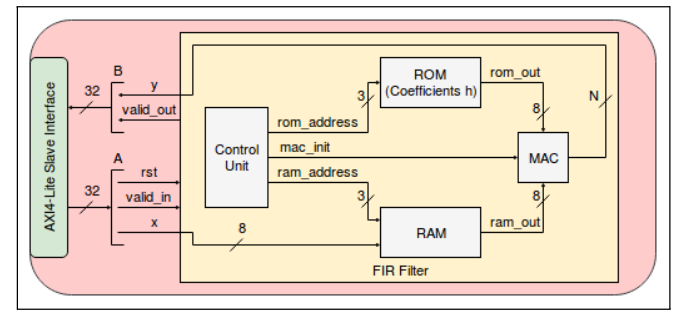 AXI4-Lite Slave Interface
32
B
y
valid_out
A
32
rst
valid_in
x
8
Control
Unit
rom_address
mac_init
ram_address
3
3
ROM
(Coefficients h)
rom_out
8
N
MAC
8
ram_out
RAM
FIR Filter